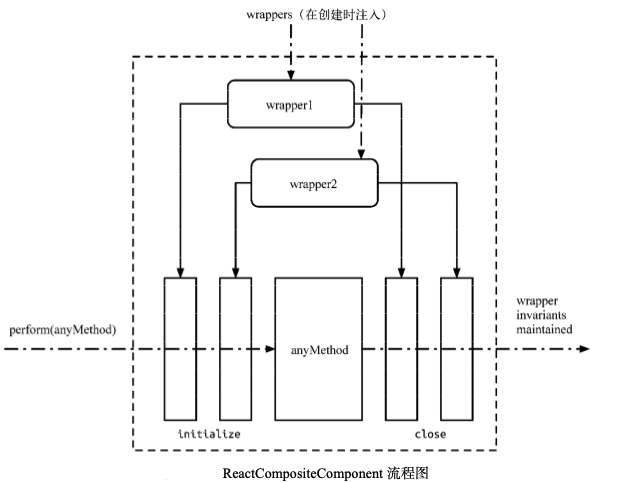 wrappers（在创建时注入）
wrapper1
wrapper2
perform(anyMethod)
anyMethod
wrapper
invariants
maintained
initialize
close
ReactCompositeComponent 流程图